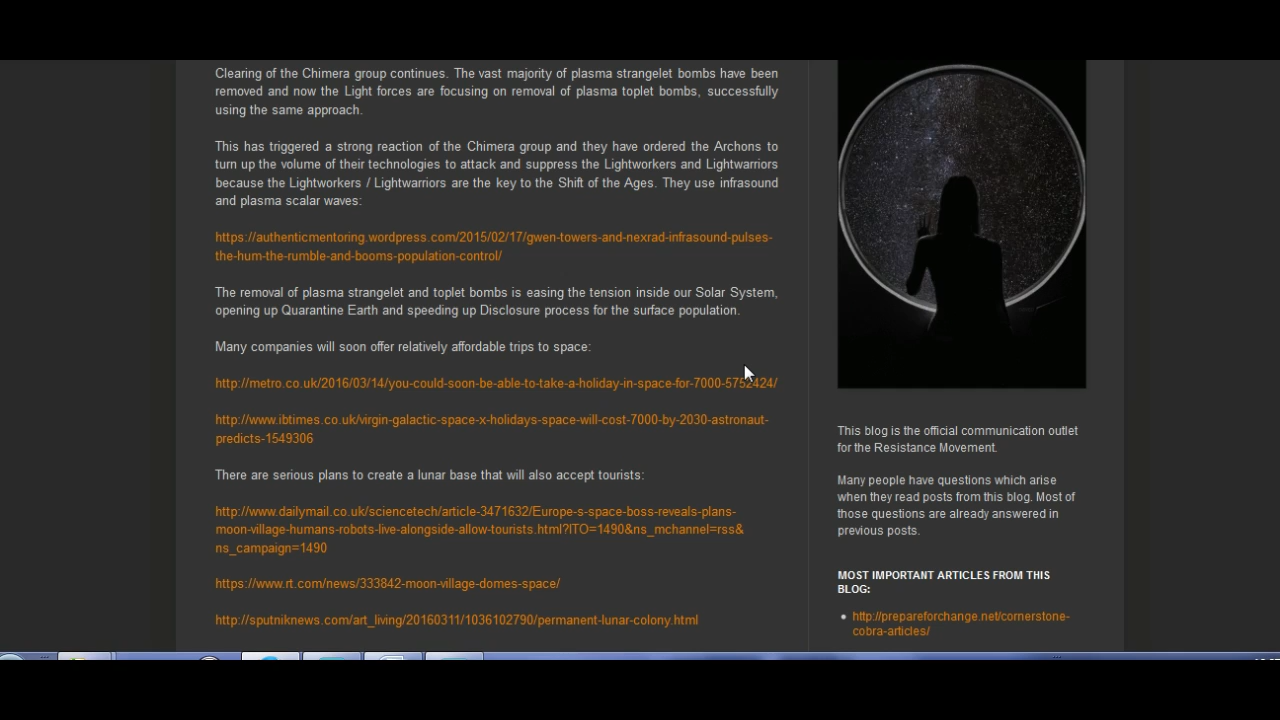 Clearing of the Chimera group continues. The vast majority of plasma strangelet bombs have been
removed and now the Light forces are focusing on removal of plasma toplet bombs, successfully
using the same approach.
This has triggered a strong reaction of the Chimera group and they have ordered the Archons to
turn up the volume of their technologies to attack and suppress the Lightworkers and Lightwarriors
because the Lightworkers / Lightwarriors are the key to the Shift of the Ages. They use infrasound
and plasma scalar waves:
https://authenticmentoring.wordpress.com/2015/02/17/gwen-towers-and-nexrad-infrasound-pulses-
the-hum-the-rumble-and-booms-population-control/
The removal of plasma strangelet and toplet bombs is easing the tension inside our Solar System,
opening up Quarantine Earth and speeding up Disclosure process for the surface population.
Many companies will soon offer relatively affordable trips to space:
http://metro.co.uk/2016/03/14/you-could-soon-be-able-to-take-a-holiday-in-space-for-7000-5752424/
http://www.ibtimes.co.uk/virgin-galactic-space-x-holidays-space-will-cost-7000-by-2030-astronaut-
predicts-1549306
There are serious plans to create a lunar base that will also accept tourists:
http://www.dailymail.co.uk/sciencetech/article-3471632/Europe-s-space-boss-reveals-plans-
moon-village-humans-robots-live-alongside-allow-tourists.html?ITO=1490&ns_mchannel=rss&
ns_campaign=1490
https://www.rt.com/news/333842-moon-village-domes-space/
http://sputniknews.com/art_living/20160311/1036102790/permanent-lunar-colony.html
This blog is the official communication outlet
for the Resistance Movement.
Many people have questions which arise
when they read posts from this blog. Most of
those questions are already answered in
previous posts.
MOST IMPORTANT ARTICLES FROM THIS
BLOG:
http://prepareforchange.net/cornerstone-
cobra-articles/